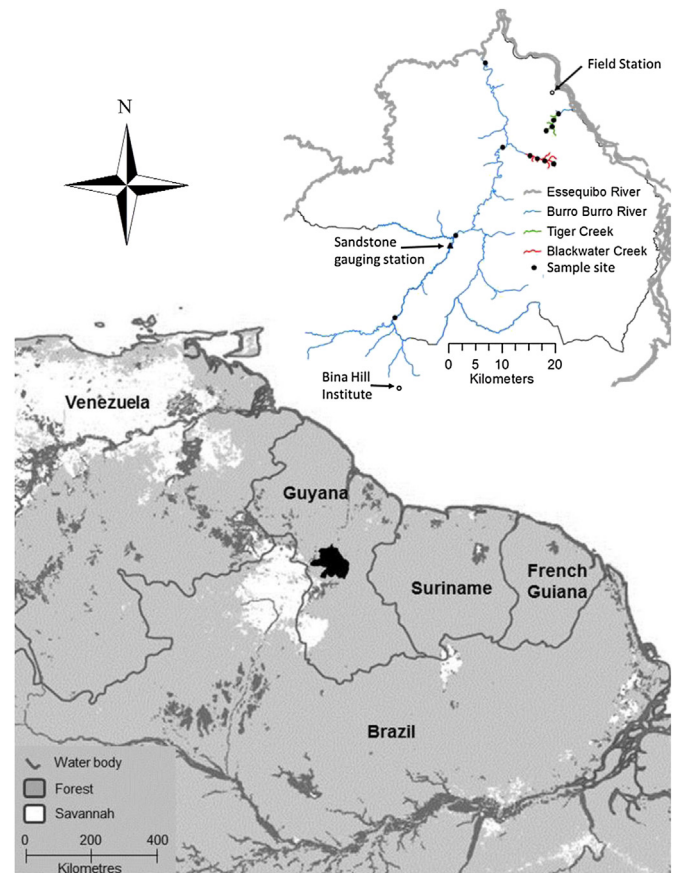 N
Field Station
Essequibo River
Burro Burro River
Tiger Creek
Blackwater Creek
Sample site
Sandstone
gauging station
0 5 10 20
Kilometers
Bina Hill
Institute
Venezuela
Guyana
Suriname
French
Guiana
Brazil
Water body
Forest
Savannah
0 200 400
Kilometres